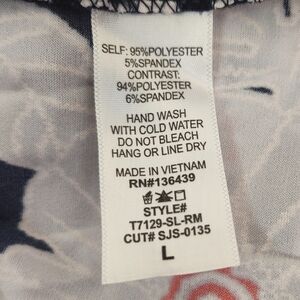 SELF: 95%POLYESTER
5%SPANDEX
CONTRAST:
94%POLYESTER
6%SPANDEX
HAND WASH
WITH COLD WATER
DO NOT BLEACH
HANG OR LINE DRY
MADE IN VIETNAM
RN#136439
STYLE#
T7129-SL-RM
CUT# SJS-0135
L